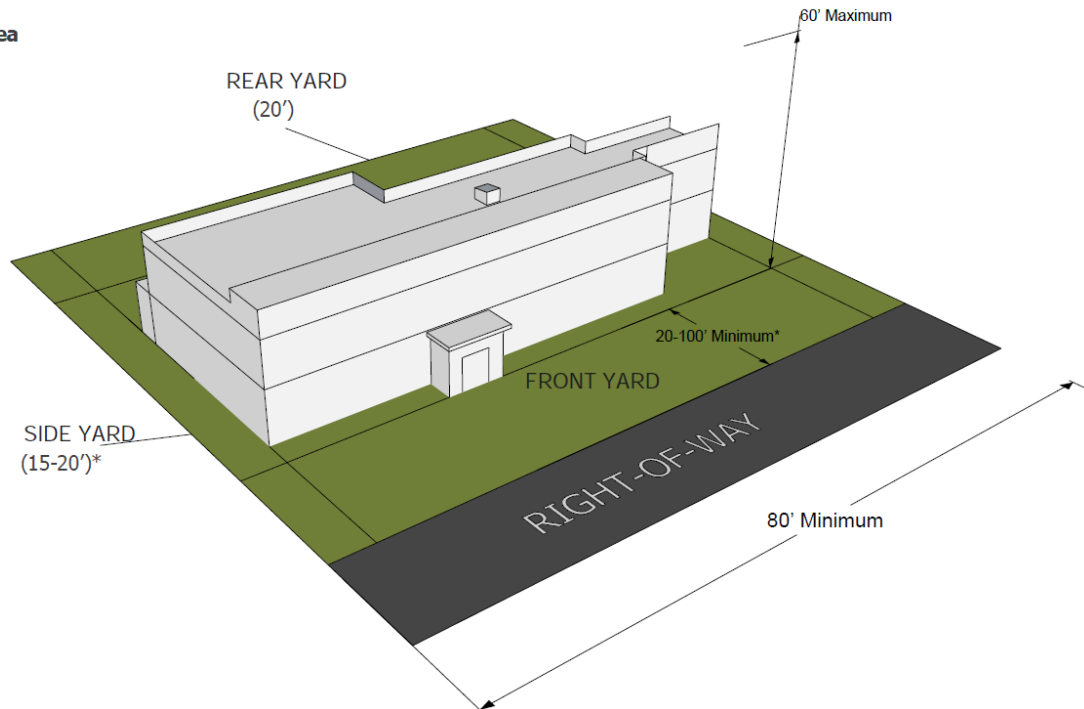 ea
60’ Maximum
REAR YARD
(20’)
20-100’ Minimum*
FRONT YARD
SIDE YARD
(15-20’)*
RIGHT-OF-WAY
80’ Minimum